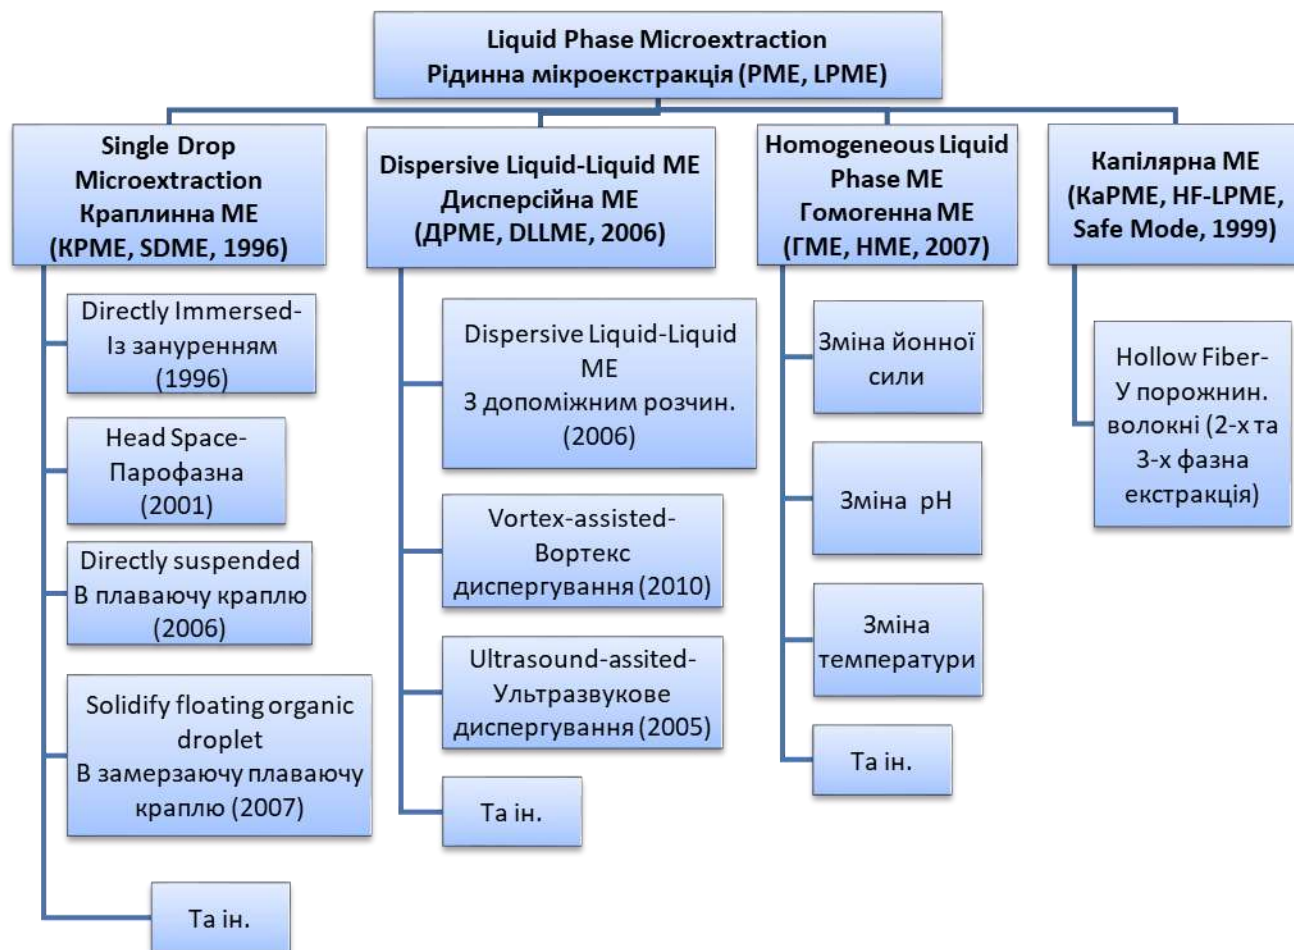 Liquid Phase Microextraction
Рідинна мікроекстракція (РМЕ, LPME)
Single Drop
Microextraction
Краплинна МЕ
(КРМЕ, SDME, 1996)
Directly Immersed-
Із зануренням
(1996)
Head Space-
Парофазна
(2001)
Directly suspended
В плаваючу краплю
(2006)
Solidify floating organic
droplet
В замерзаючу плаваючу
краплю (2007)
Та ін.
Dispersive Liquid-Liquid ME
Дисперсійна МЕ
(ДРМЕ, DLLME, 2006)
Dispersive Liquid-Liquid
ME
З допоміжним розчин.
(2006)
Vortex-assisted-
Вортекс
диспергування (2010)
Ultrasound-assited-
Ультразвукове
диспергування (2005)
Та ін.
Homogeneous Liquid
Phase ME
Гомогенна МЕ
(ГМЕ, HME, 2007)
Зміна йонної
сили
Зміна  рН
Зміна
температури
Та ін.
Капілярна МЕ
(КаРМЕ, HF-LPME,
Safe Mode, 1999)
Hollow Fiber-
У порожнин.
волокні (2-х та
3-х фазна
екстракція)